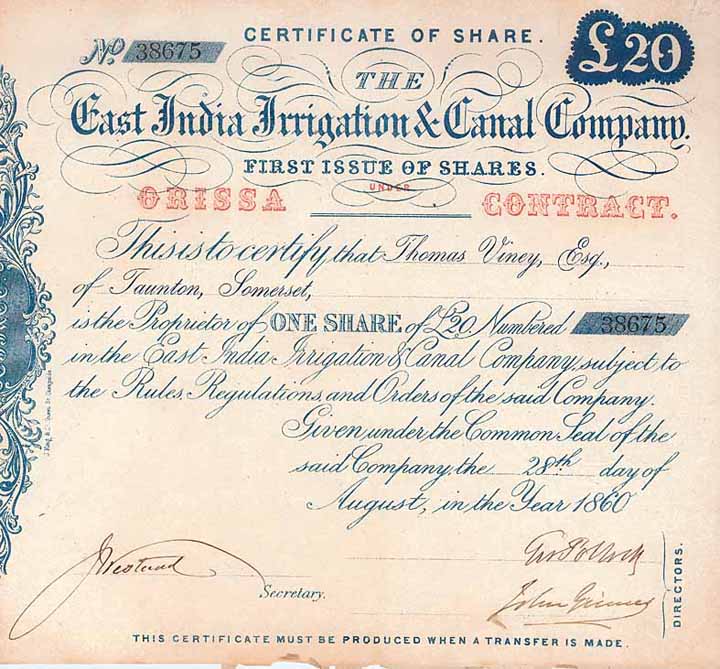 CERTIFICATE OF SHARE.
No. 38675
£20
THE
East India Irrigation & Canal Company.
FIRST ISSUE OF SHARES.
UNDER
ORISSA CONTRACT.
This is to certify that Thomas Viney, Esq.,
of Taunton, Somerset,
is the Proprietor of ONE SHARE of £20 Numbered 38675
in the East India Irrigation & Canal Company, subject to
the Rules, Regulations, and Orders of the said Company.
Given under the Common Seal of the
said Company, the 28th day of
August, in the Year 1860
Geo Pollock
John
Secretary.
DIRECTORS.
THIS CERTIFICATE MUST BE PRODUCED WHEN A TRANSFER IS MADE.